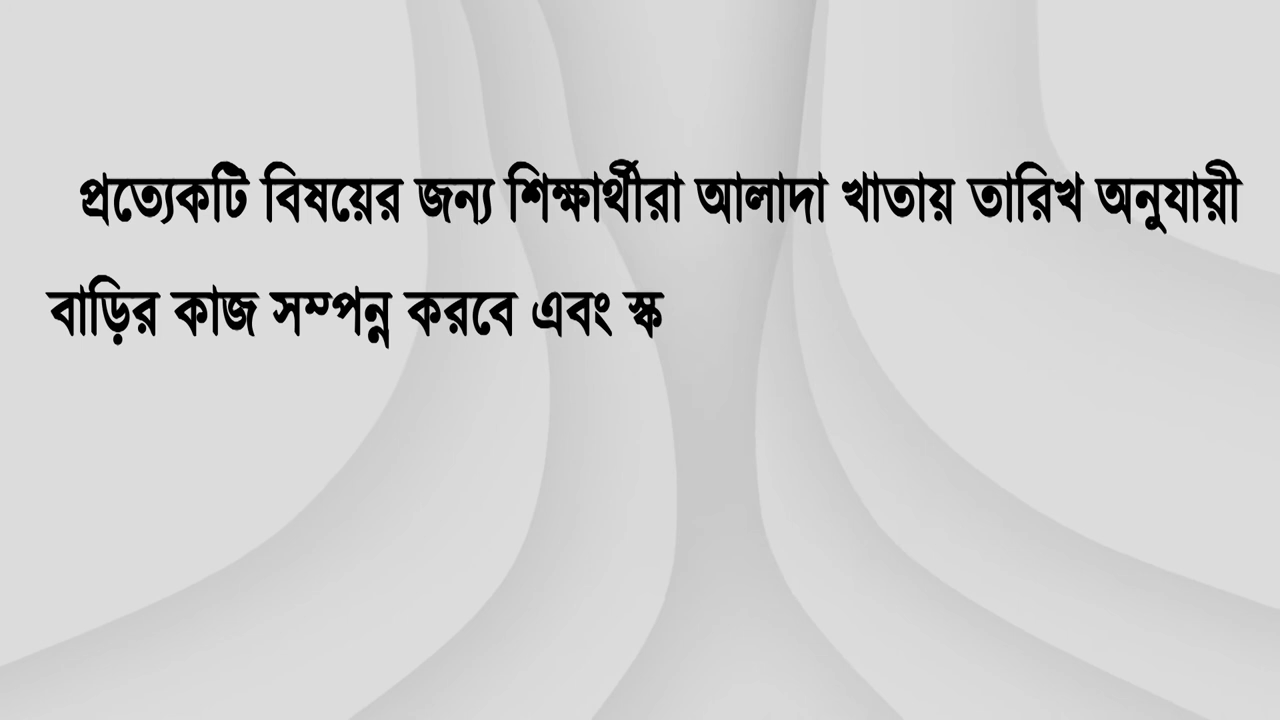 প্রত্যেকটি বিষয়ের জন্য শিক্ষার্থীরা আলাদা খাতায় তারিখ অনুযায়ী
বাড়ির কাজ সম্পন্ন করবে এবং স্ক